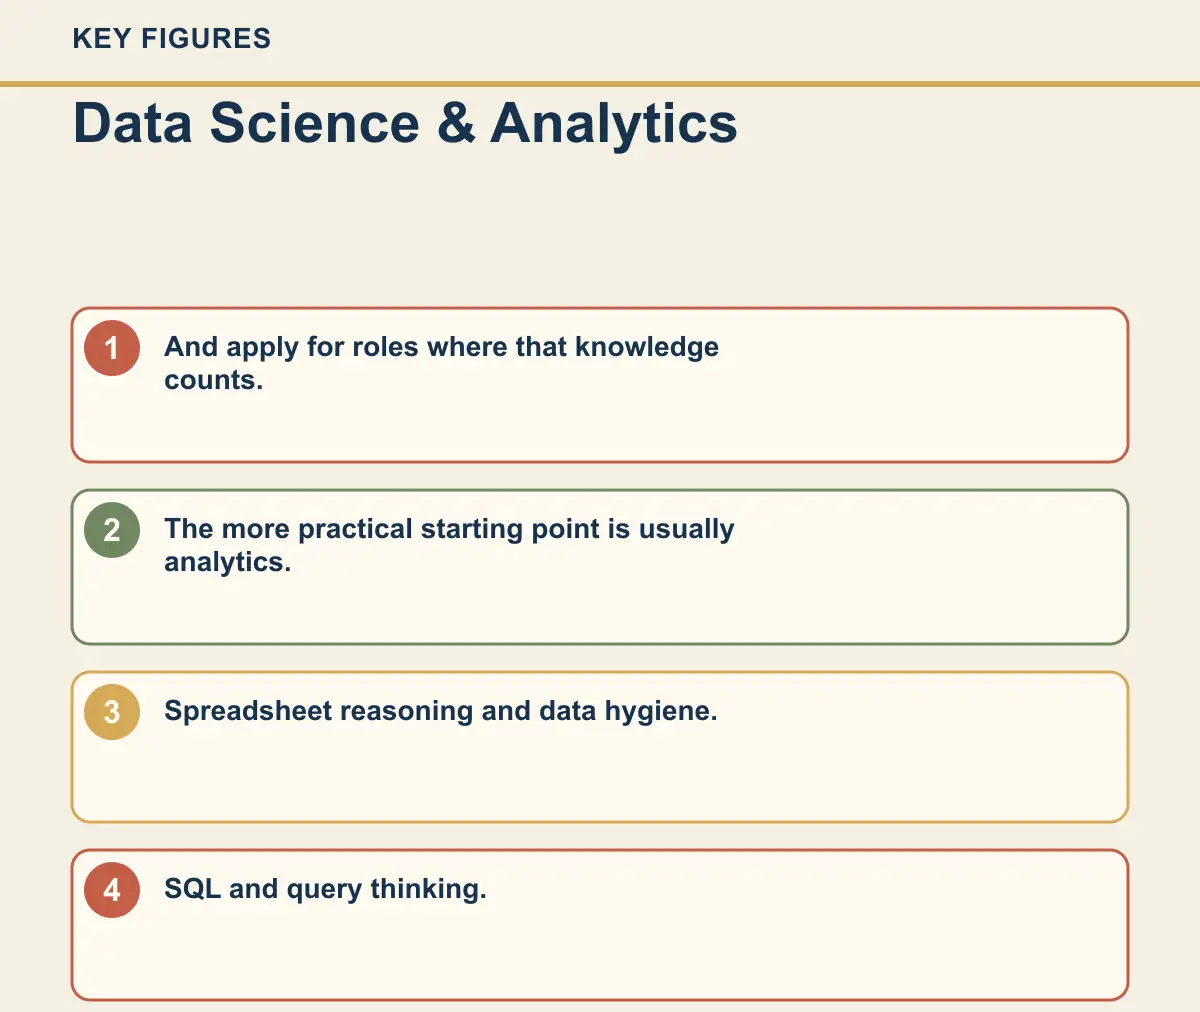 KEY FIGURES
Data Science & Analytics
1
And apply for roles where that knowledge
counts.
2
The more practical starting point is usually
analytics.
3
Spreadsheet reasoning and data hygiene.
4
SQL and query thinking.